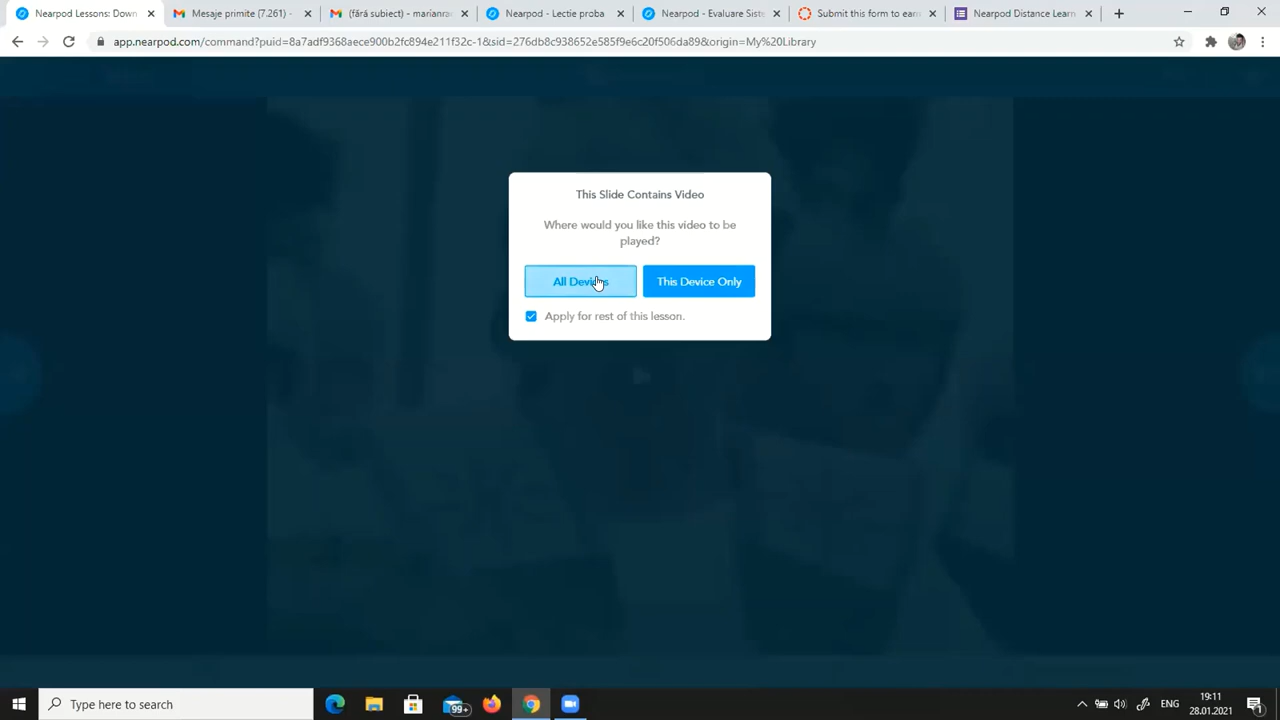 Nearpod Lessons: Down
Mesaje primite (7.261) -
(fără subiect) - marianrac
Nearpod - Lectie proba
Nearpod - Evaluare Sist
Submit this form to earn
Nearpod Distance Learn
app.nearpod.com/command?puid=8a7adf9368aece900b2fc894e211f32c-1&sid=276db8c938652e585f9e6c20f506da89&origin=My%20Library
This Slide Contains Video
Where would you like this video to be
played?
All Devices
This Device Only
Apply for rest of this lesson.
Type here to search
99+
ENG
19:11
28.01.2021
1